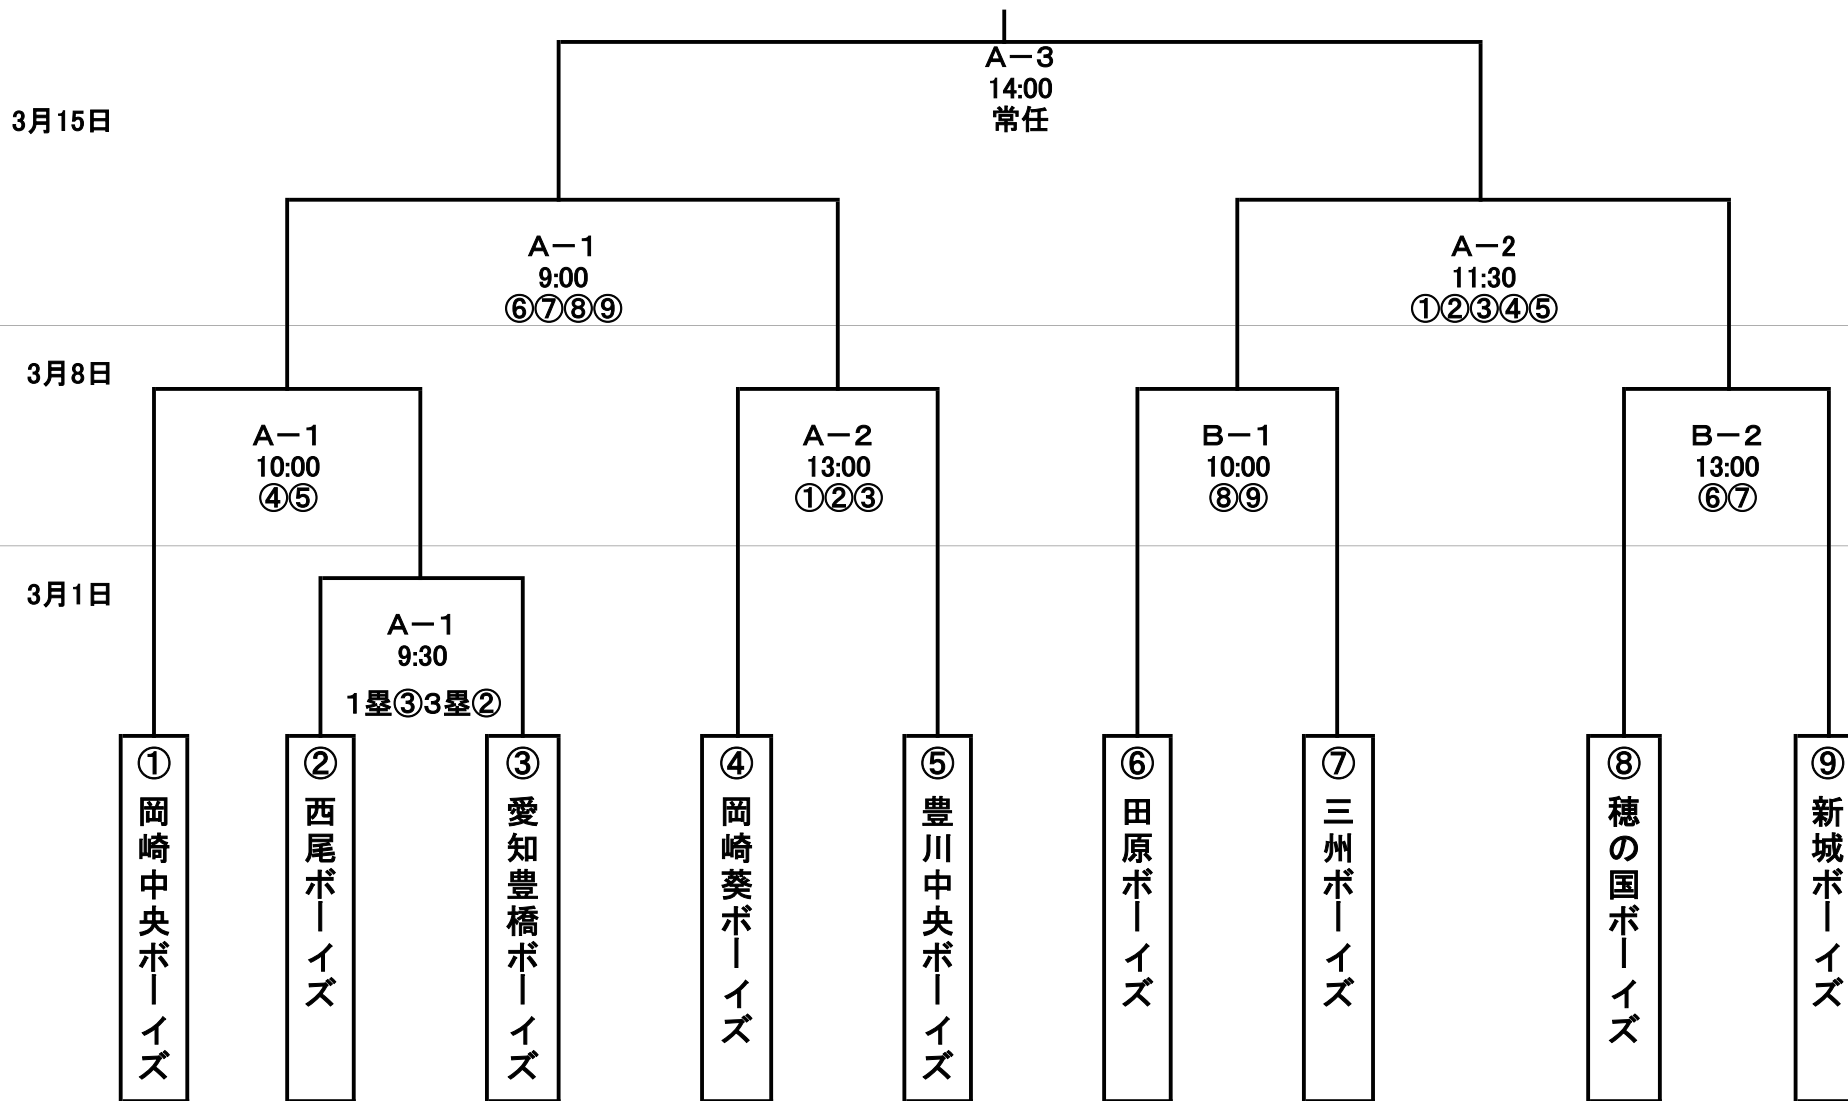 A－3
14:00
常任
3月15日
A－1
9:00
⑥⑦⑧⑨
A－2
11:30
①②③④⑤
3月8日
A－1
10:00
④⑤
A－2
13:00
①②③
B－1
10:00
⑧⑨
B－2
13:00
⑥⑦
3月1日
A－1
9:30
1塁③3塁②
①岡崎中央ボーイズ
②西尾ボーイズ
③愛知豊橋ボーイズ
④岡崎葵ボーイズ
⑤豊川中央ボーイズ
⑥田原ボーイズ
⑦三州ボーイズ
⑧穂の国ボーイズ
⑨新城ボーイズ